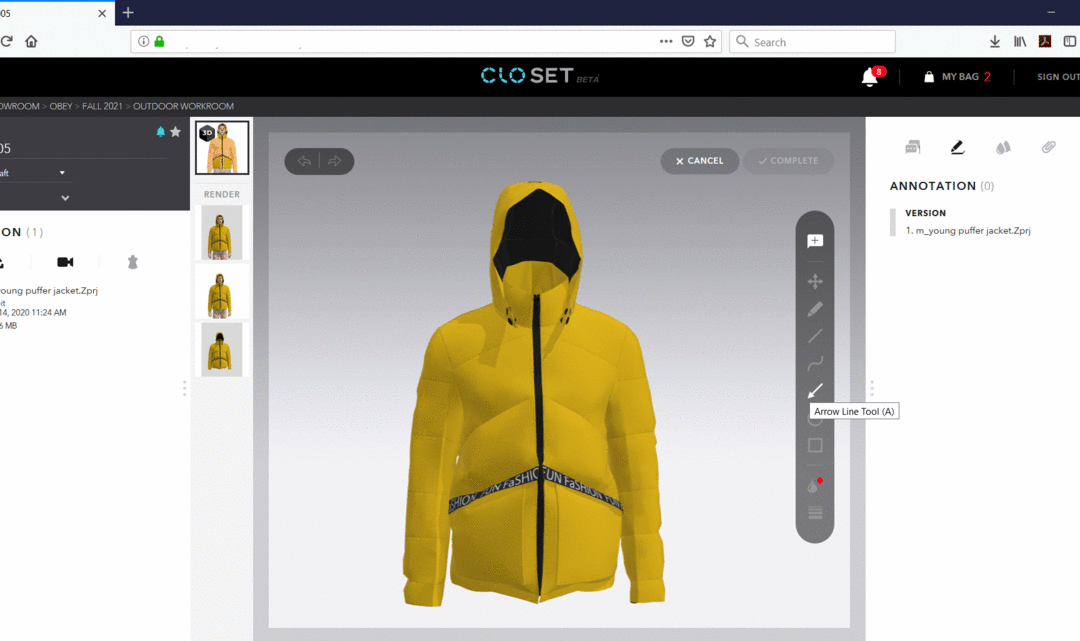 05
Search
CLO SET BETA
8
MY BAG 2
SIGN OUT
OWROOM > OBEY > FALL 2021 > OUTDOOR WORKROOM
05
aft
ON (1)
young puffer jacket.Zprj
it
14, 2020 11:24 AM
6 MB
3D
RENDER
CANCEL
COMPLETE
SHION FUN FaSHIC FUN FaSHION FUN
Arrow Line Tool (A)
ANNOTATION (0)
VERSION
1. m_young puffer jacket.Zprj